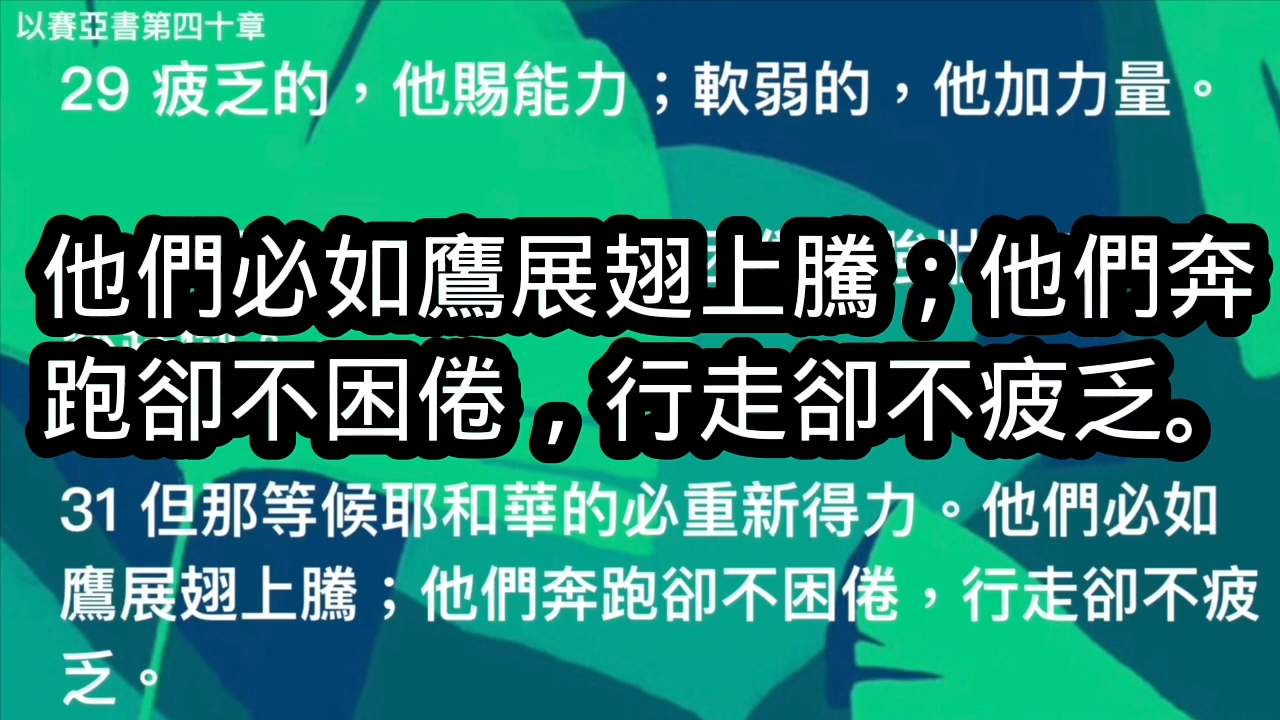 以賽亞書第四十章
29 疲乏的，他賜能力；軟弱的，他加力量。
他們必如鷹展翅上騰；他們奔
跑卻不困倦，行走卻不疲乏。
31 但那等候耶和華的必重新得力。他們必如
鷹展翅上騰；他們奔跑卻不困倦，行走卻不疲
乏。